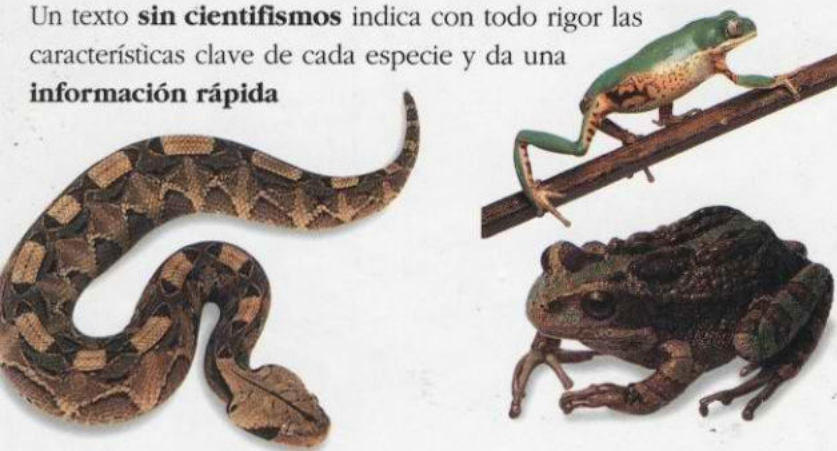 Un texto sin cientifismos indica con todo rigor las
características clave de cada especie y da una
información rápida